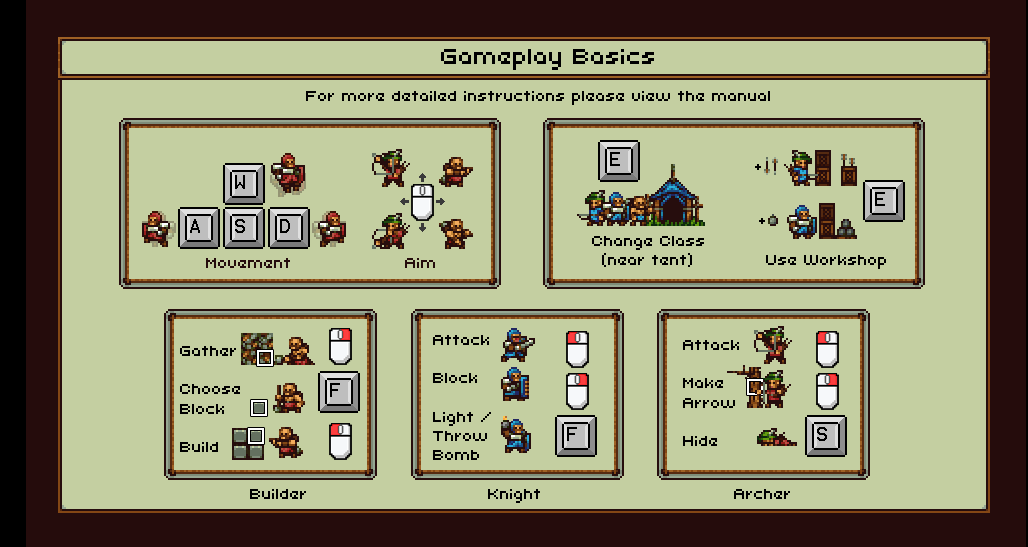 Gameplay Basics
For more detailed instructions please view the manual
W
A S D
Movement
Aim
E
Change Class
(near tent)
+
+
E
Use Workshop
Gather
Choose
Block
F
Build
Builder
Attack
Block
Light /
Throw
Bomb
F
Knight
Attack
Make
Arrow
Hide
S
Archer